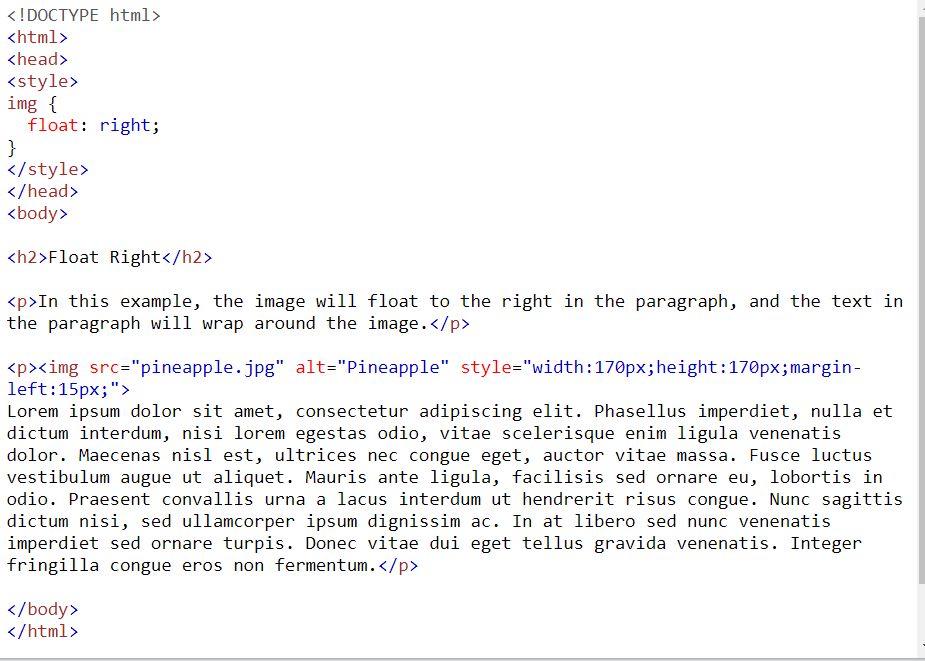 <!DOCTYPE html>
<html>
<head>
<style>
img {
  float: right;
}
</style>
</head>
<body>

<h2>Float Right</h2>

<p>In this example, the image will float to the right in the paragraph, and the text in
the paragraph will wrap around the image.</p>

<p><img src="pineapple.jpg" alt="Pineapple" style="width:170px;height:170px;margin-
left:15px;">
Lorem ipsum dolor sit amet, consectetur adipiscing elit. Phasellus imperdiet, nulla et
dictum interdum, nisi lorem egestas odio, vitae scelerisque enim ligula venenatis
dolor. Maecenas nisl est, ultrices nec congue eget, auctor vitae massa. Fusce luctus
vestibulum augue ut aliquet. Mauris ante ligula, facilisis sed ornare eu, lobortis in
odio. Praesent convallis urna a lacus interdum ut hendrerit risus congue. Nunc sagittis
dictum nisi, sed ullamcorper ipsum dignissim ac. In at libero sed nunc venenatis
imperdiet sed ornare turpis. Donec vitae dui eget tellus gravida venenatis. Integer
fringilla congue eros non fermentum.</p>

</body>
</html>